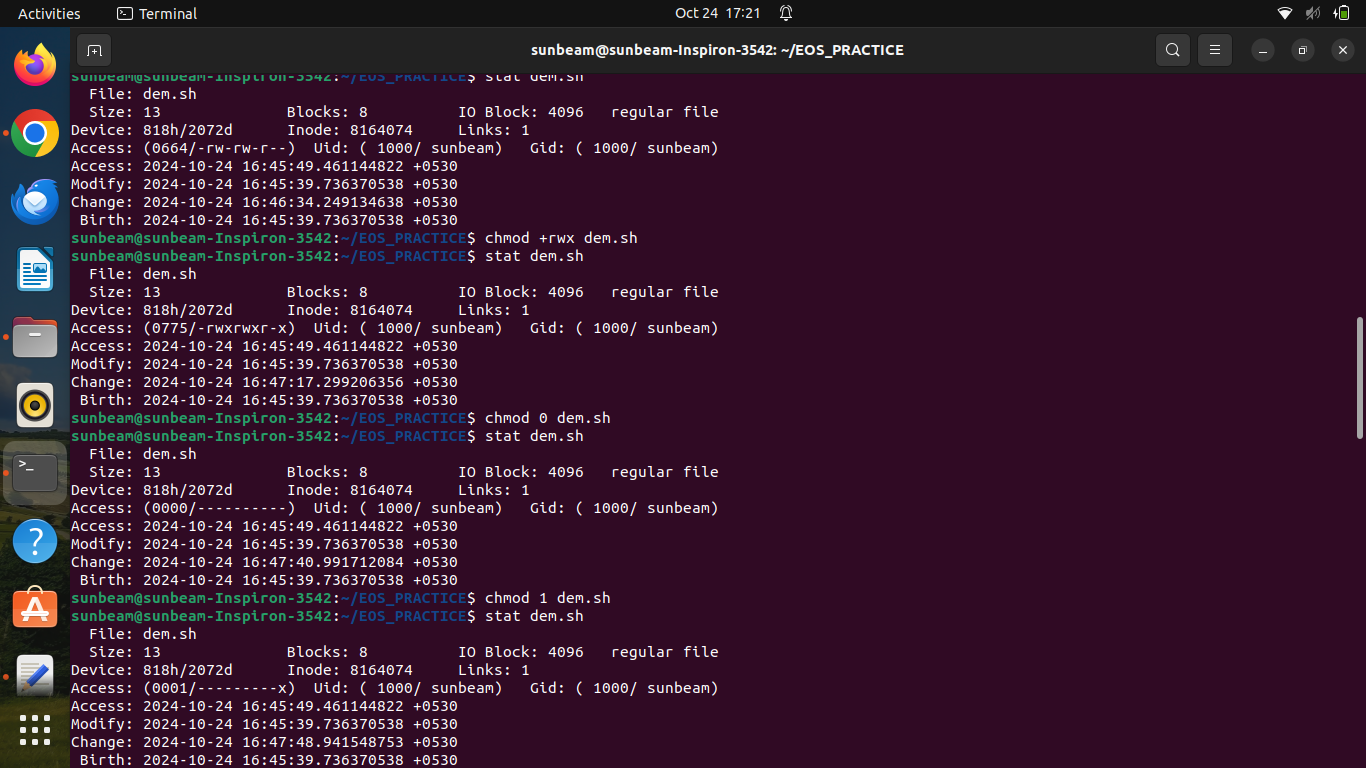 Activities Terminal Oct 24 17:21
sunbeam@sunbeam-Inspiron-3542: ~/EOS_PRACTICE
sunbeam@sunbeam-Inspiron-3542:~/EOS_PRACTICE$ stat dem.sh
  File: dem.sh
  Size: 13              Blocks: 8          IO Block: 4096   regular file
Device: 818h/2072d      Inode: 8164074     Links: 1
Access: (0664/-rw-rw-r--)  Uid: ( 1000/ sunbeam)   Gid: ( 1000/ sunbeam)
Access: 2024-10-24 16:45:49.461144822 +0530
Modify: 2024-10-24 16:45:39.736370538 +0530
Change: 2024-10-24 16:46:34.249134638 +0530
 Birth: 2024-10-24 16:45:39.736370538 +0530
sunbeam@sunbeam-Inspiron-3542:~/EOS_PRACTICE$ chmod +rwx dem.sh
sunbeam@sunbeam-Inspiron-3542:~/EOS_PRACTICE$ stat dem.sh
  File: dem.sh
  Size: 13              Blocks: 8          IO Block: 4096   regular file
Device: 818h/2072d      Inode: 8164074     Links: 1
Access: (0775/-rwxrwxr-x)  Uid: ( 1000/ sunbeam)   Gid: ( 1000/ sunbeam)
Access: 2024-10-24 16:45:49.461144822 +0530
Modify: 2024-10-24 16:45:39.736370538 +0530
Change: 2024-10-24 16:47:17.299206356 +0530
 Birth: 2024-10-24 16:45:39.736370538 +0530
sunbeam@sunbeam-Inspiron-3542:~/EOS_PRACTICE$ chmod 0 dem.sh
sunbeam@sunbeam-Inspiron-3542:~/EOS_PRACTICE$ stat dem.sh
  File: dem.sh
  Size: 13              Blocks: 8          IO Block: 4096   regular file
Device: 818h/2072d      Inode: 8164074     Links: 1
Access: (0000/----------)  Uid: ( 1000/ sunbeam)   Gid: ( 1000/ sunbeam)
Access: 2024-10-24 16:45:49.461144822 +0530
Modify: 2024-10-24 16:45:39.736370538 +0530
Change: 2024-10-24 16:47:40.991712084 +0530
 Birth: 2024-10-24 16:45:39.736370538 +0530
sunbeam@sunbeam-Inspiron-3542:~/EOS_PRACTICE$ chmod 1 dem.sh
sunbeam@sunbeam-Inspiron-3542:~/EOS_PRACTICE$ stat dem.sh
  File: dem.sh
  Size: 13              Blocks: 8          IO Block: 4096   regular file
Device: 818h/2072d      Inode: 8164074     Links: 1
Access: (0001/---------x)  Uid: ( 1000/ sunbeam)   Gid: ( 1000/ sunbeam)
Access: 2024-10-24 16:45:49.461144822 +0530
Modify: 2024-10-24 16:45:39.736370538 +0530
Change: 2024-10-24 16:47:48.941548753 +0530
 Birth: 2024-10-24 16:45:39.736370538 +0530